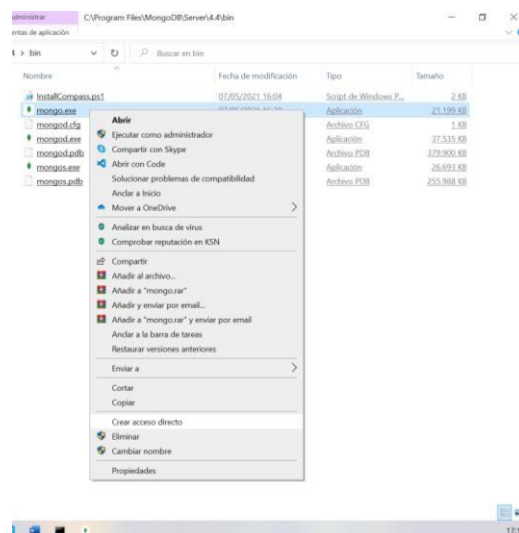 Administrar C:\Program Files\MongoDB\Server\4.4\bin
entas de aplicación
4 > bin Buscar en bin
Nombre Fecha de modificación Tipo Tamaño
InstallCompass.ps1 07/05/2021 16:04 Script de Windows P... 2 KB
mongo.exe Aplicación 21.199 KB
mongod.cfg Archivo CFG 1 KB
mongod.exe Aplicación 37.535 KB
mongod.pdb Archivo PDB 379.900 KB
mongos.exe Aplicación 26.693 KB
mongos.pdb Archivo PDB 255.988 KB
Abrir
Ejecutar como administrador
Compartir con Skype
Abrir con Code
Solucionar problemas de compatibilidad
Anclar a Inicio
Mover a OneDrive
Analizar en busca de virus
Comprobar reputación en KSN
Compartir
Añadir al archivo...
Añadir a "mongo.rar"
Añadir y enviar por email...
Añadir a "mongo.rar" y enviar por email
Anclar a la barra de tareas
Restaurar versiones anteriores
Enviar a
Cortar
Copiar
Crear acceso directo
Eliminar
Cambiar nombre
Propiedades